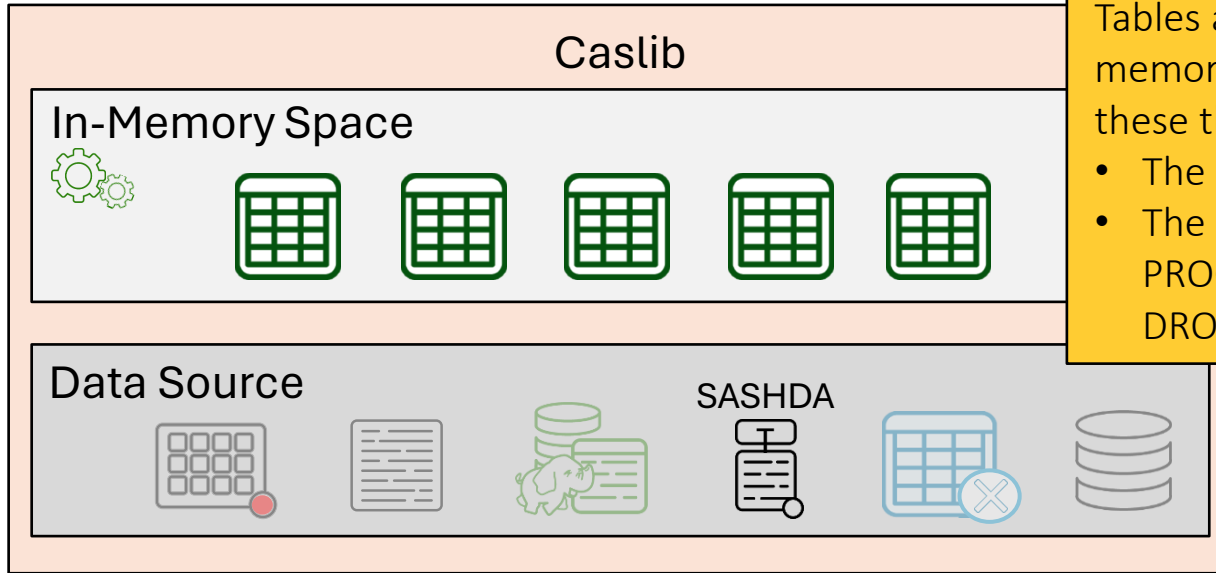 Caslib
In-Memory Space
Tables
memor
these t
• The
• The
PRO
DRO
Data Source
SASHDA